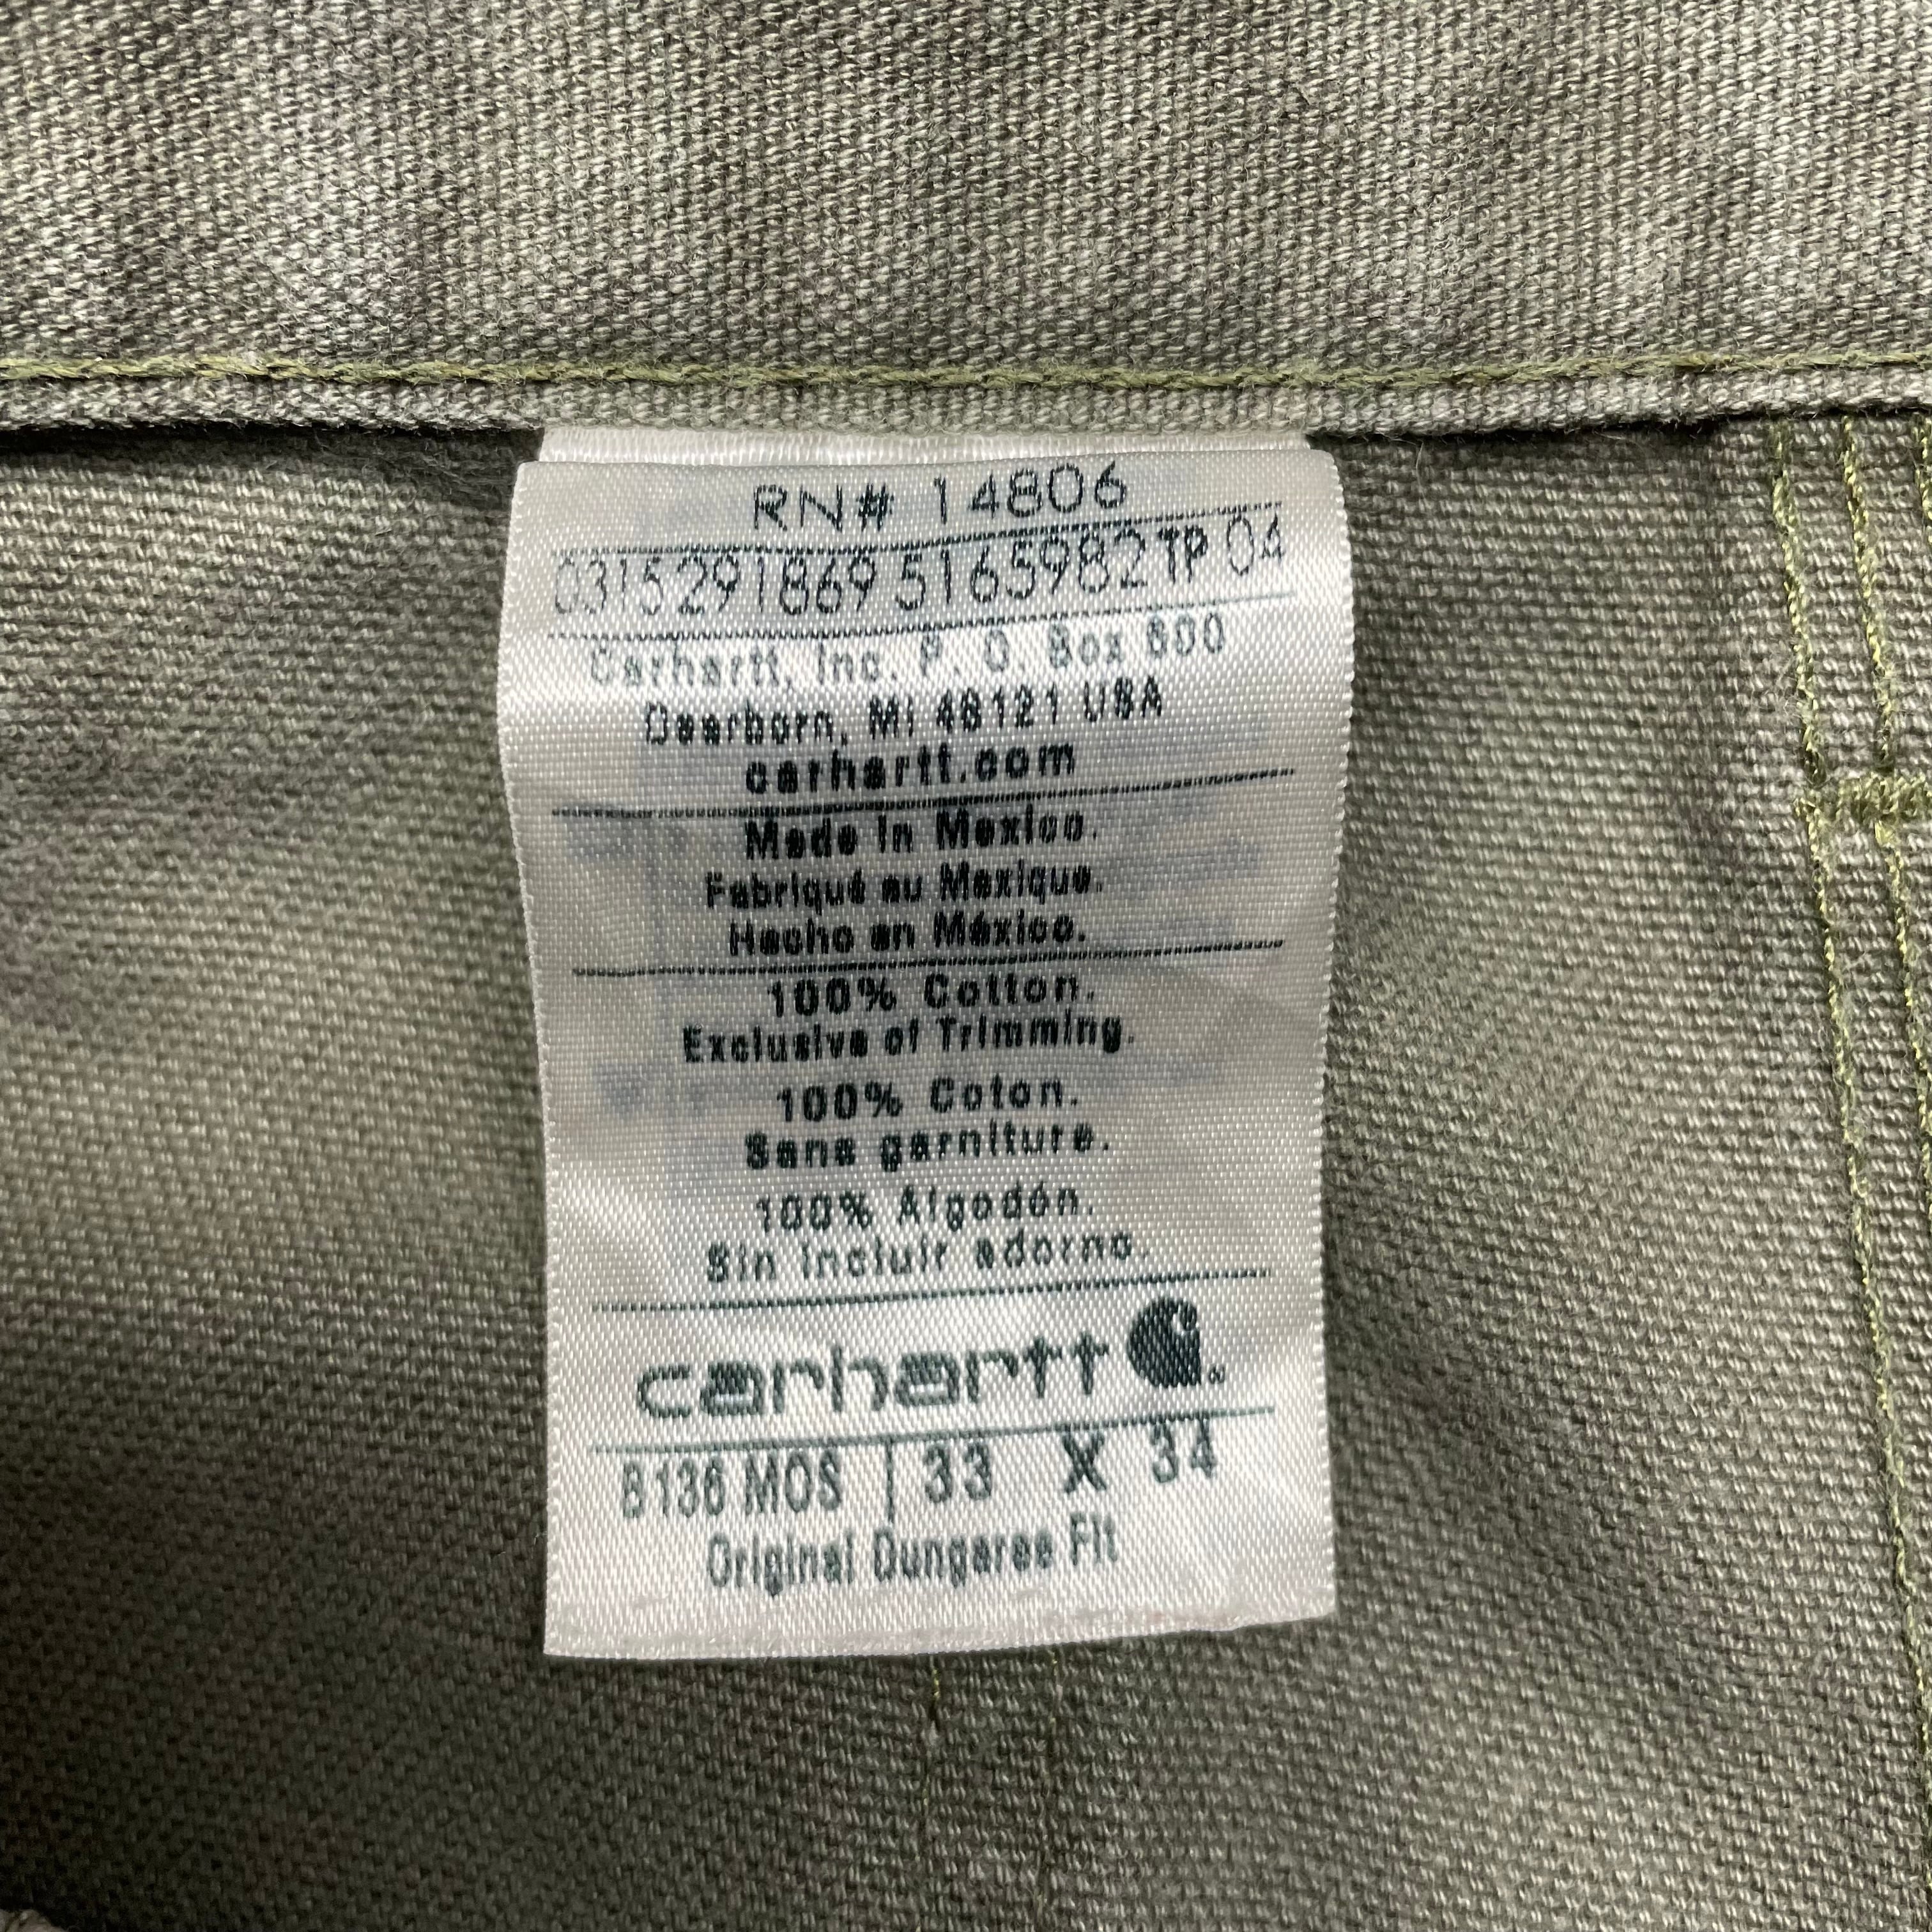 RN# 14806
0315291869 5165982 TP 04
Carhartt, Inc. P. O. Box 600
Dearborn, MI 48121 USA
carhartt.com
Made in Mexico.
Fabriqué au Mexique.
Hecho en México.
100% Cotton.
Exclusive of Trimming.
100% Coton.
Sans garniture.
100% Algodón.
Sin incluir adorno.
carhartt
B136 MOS | 33 X 34
Original Dungaree Fit